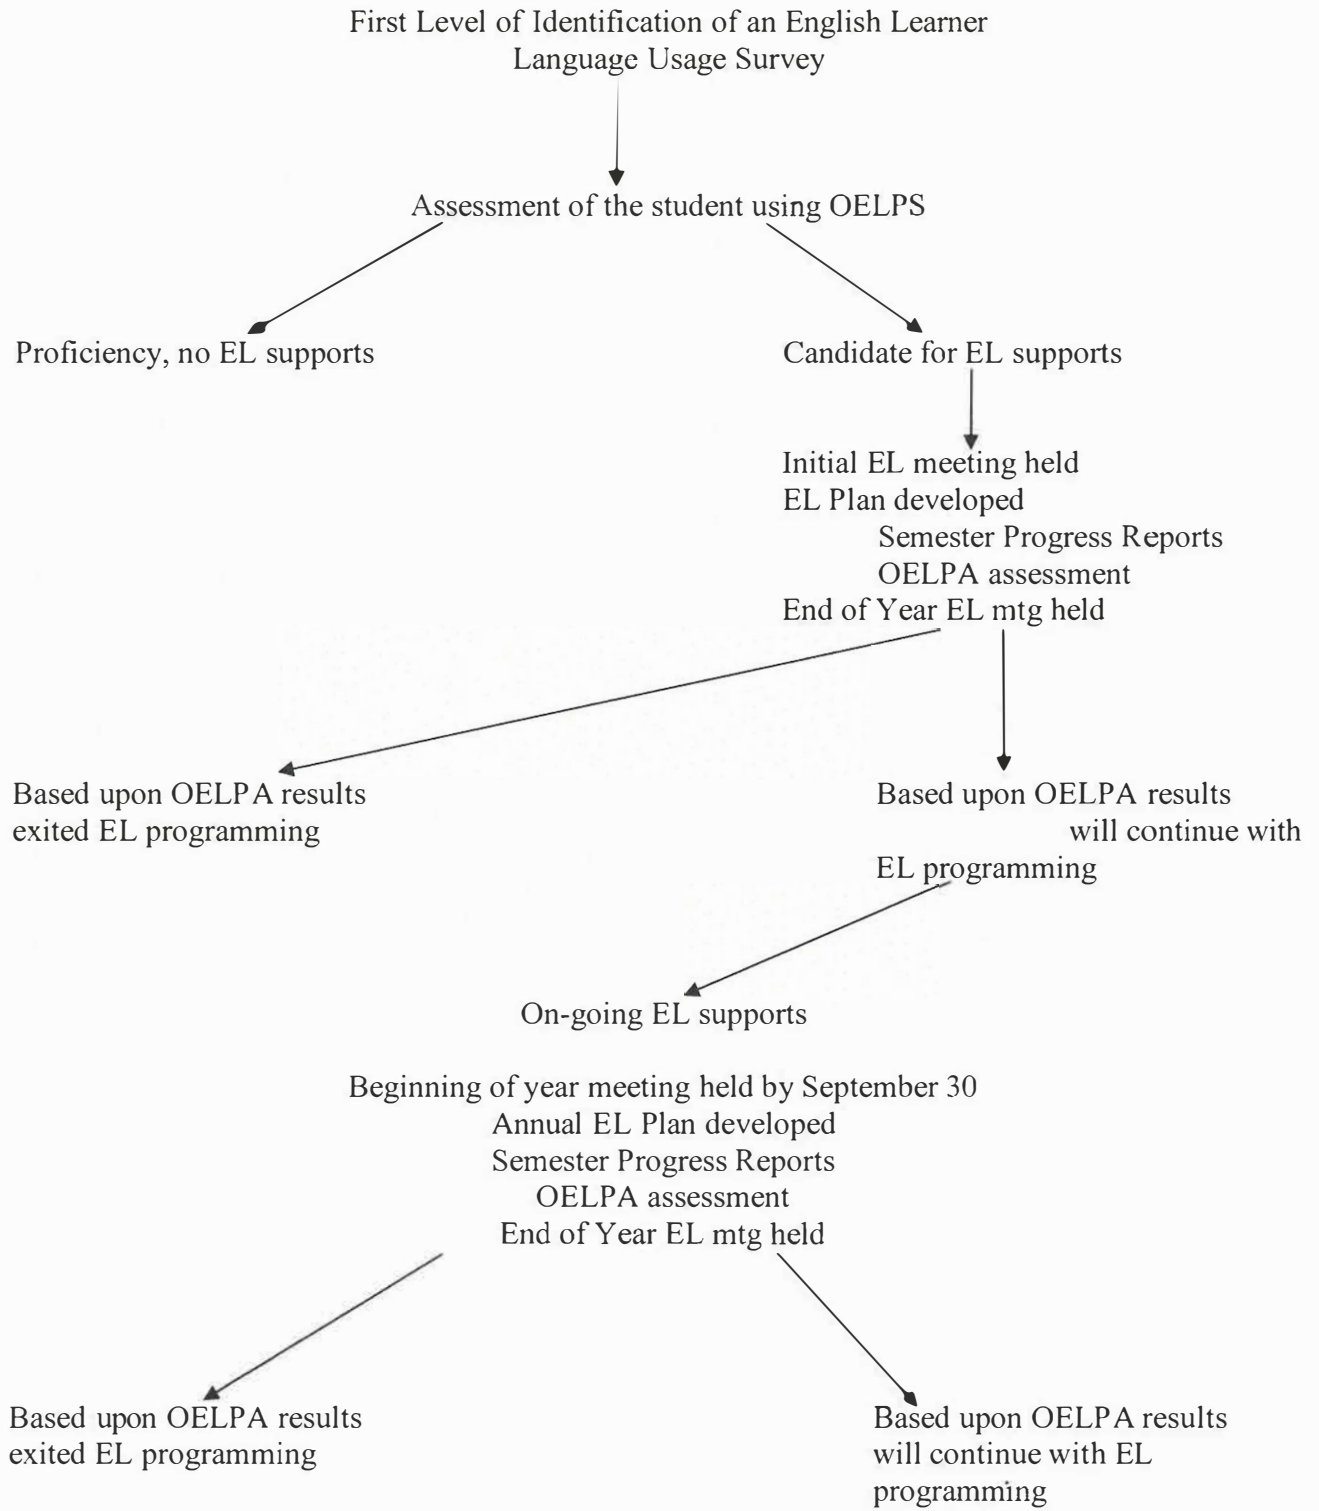 First Level of Identification of an English Learner
Language Usage Survey
Assessment of the student using OELPS
Proficiency, no EL supports
Candidate for EL supports
Initial EL meeting held
EL Plan developed
Semester Progress Reports
OELPA assessment
End of Year EL mtg held
Based upon OELPA results
exited EL programming
Based upon OELPA results
will continue with
EL programming
On-going EL supports
Beginning of year meeting held by September 30
Annual EL Plan developed
Semester Progress Reports
OELPA assessment
End of Year EL mtg held
Based upon OELPA results
exited EL programming
Based upon OELPA results
will continue with EL
programming